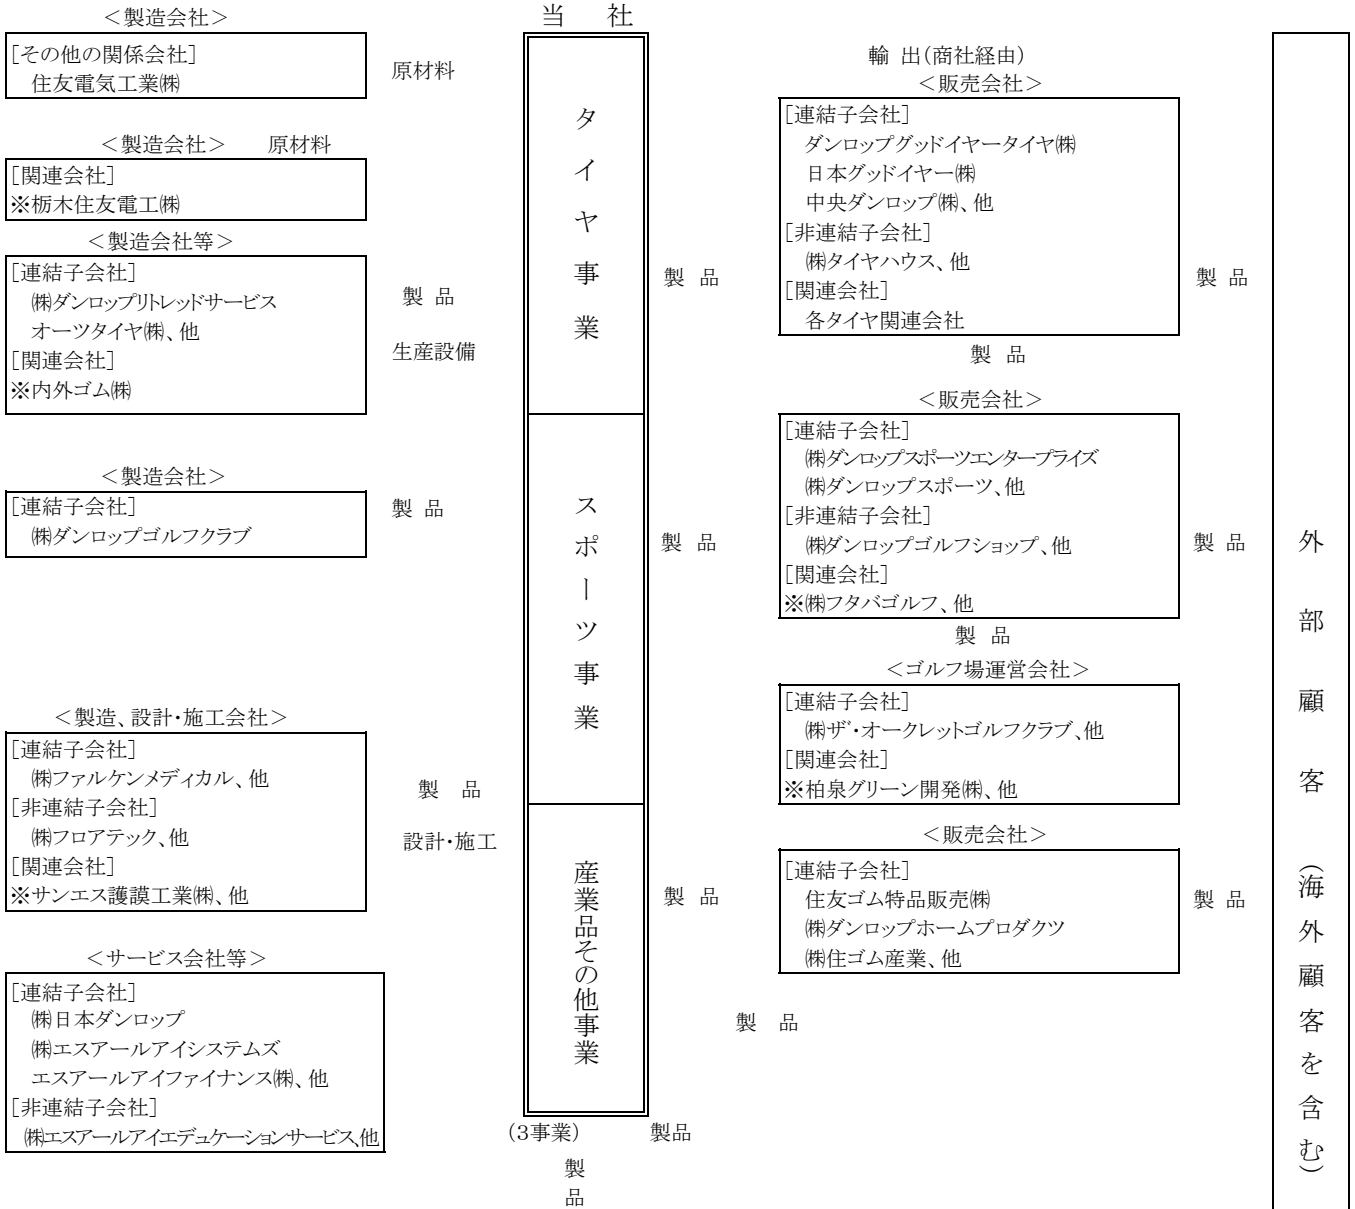 ＜製造会社＞
[その他の関係会社]
住友電気工業㈱
原材料
＜製造会社＞ 原材料
[関連会社]
※栃木住友電工㈱
＜製造会社等＞
[連結子会社]
㈱ダンロップリトレッドサービス
オーツタイヤ㈱、他
[関連会社]
※内外ゴム㈱
製 品
生産設備
＜製造会社＞
[連結子会社]
㈱ダンロップゴルフクラブ
製 品
＜製造、設計・施工会社＞
[連結子会社]
㈱ファルケンメディカル、他
[非連結子会社]
㈱フロアテック、他
[関連会社]
※サンエス護謨工業㈱、他
製 品
設計・施工
＜サービス会社等＞
[連結子会社]
㈱日本ダンロップ
㈱エスアールアイシステムズ
エスアールアイファイナンス㈱、他
[非連結子会社]
㈱エスアールアイエデュケーションサービス、他
当 社
タイヤ事業
スポーツ事業
産業品その他事業
(3事業)
製品
製
品
製 品
製 品
製 品
製 品
輸 出(商社経由)
＜販売会社＞
[連結子会社]
ダンロップグッドイヤータイヤ㈱
日本グッドイヤー㈱
中央ダンロップ㈱、他
[非連結子会社]
㈱タイヤハウス、他
[関連会社]
各タイヤ関連会社
製 品
製 品
＜販売会社＞
[連結子会社]
㈱ダンロップスポーツエンタープライズ
㈱ダンロップスポーツ、他
[非連結子会社]
㈱ダンロップゴルフショップ、他
[関連会社]
※㈱フタバゴルフ、他
製 品
製 品
＜ゴルフ場運営会社＞
[連結子会社]
㈱ザ・オークレットゴルフクラブ、他
[関連会社]
※柏泉グリーン開発㈱、他
＜販売会社＞
[連結子会社]
住友ゴム特品販売㈱
㈱ダンロップホームプロダクツ
㈱住ゴム産業、他
製 品
外部顧客(海外顧客を含む)